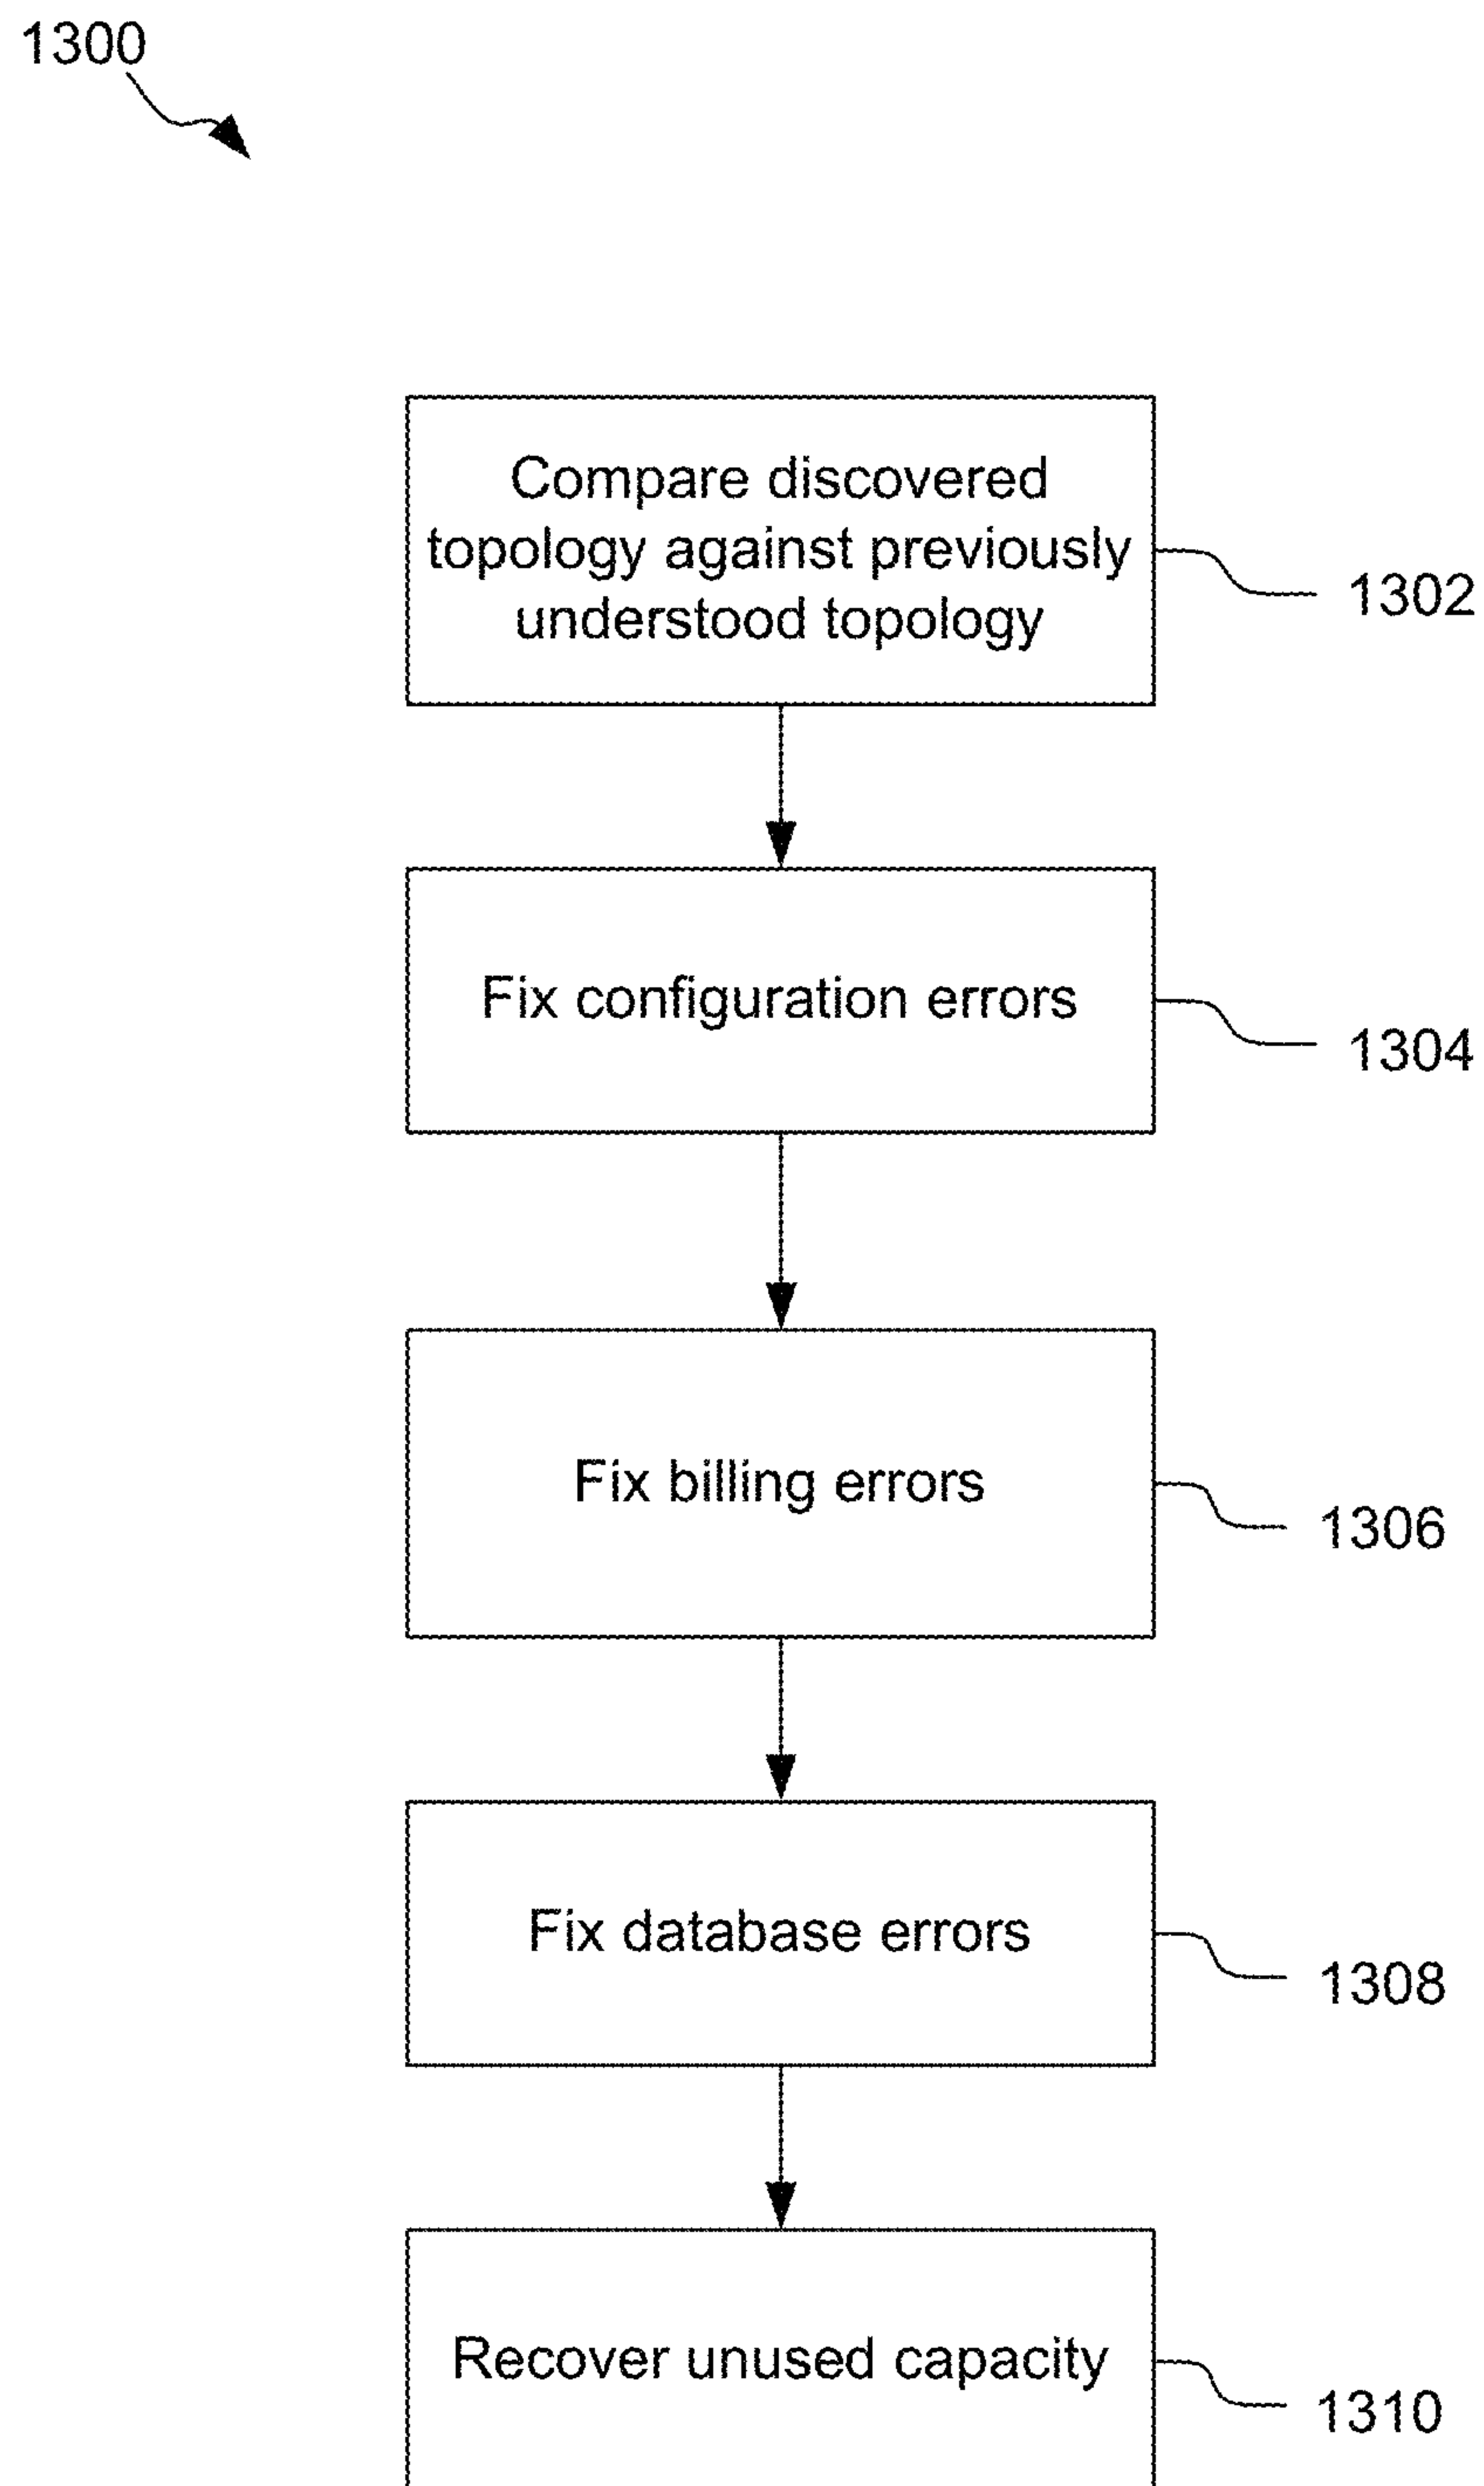 1300
Compare discovered
topology against previously
understood topology
1302
Fix configuration errors
1304
Fix billing errors
1306
Fix database errors
1308
Recover unused capacity
1310